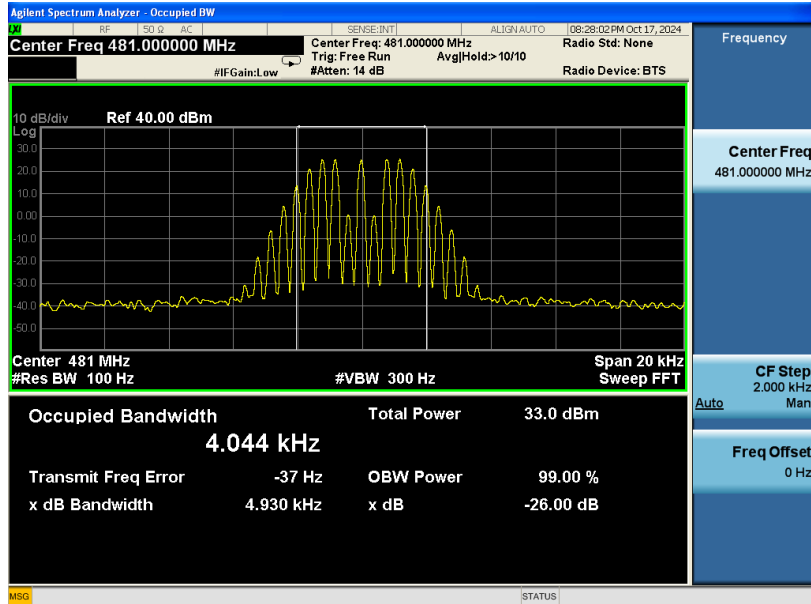 Agilent Spectrum Analyzer - Occupied BW
LXI RF 50 Ω AC SENSE:INT ALIGN AUTO 08:28:02 PM Oct 17, 2024
Center Freq 481.000000 MHz Center Freq: 481.000000 MHz Radio Std: None
Trig: Free Run Avg|Hold:> 10/10
#IFGain:Low #Atten: 14 dB Radio Device: BTS
10 dB/div Ref 40.00 dBm
Log
30.0
20.0
10.0
0.00
-10.0
-20.0
-30.0
-40.0
-50.0
Center 481 MHz Span 20 kHz
#Res BW 100 Hz #VBW 300 Hz Sweep FFT
Occupied Bandwidth Total Power 33.0 dBm
4.044 kHz
Transmit Freq Error -37 Hz OBW Power 99.00 %
x dB Bandwidth 4.930 kHz x dB -26.00 dB
MSG STATUS
Frequency
Center Freq
481.000000 MHz
CF Step
2.000 kHz
Auto Man
Freq Offset
0 Hz